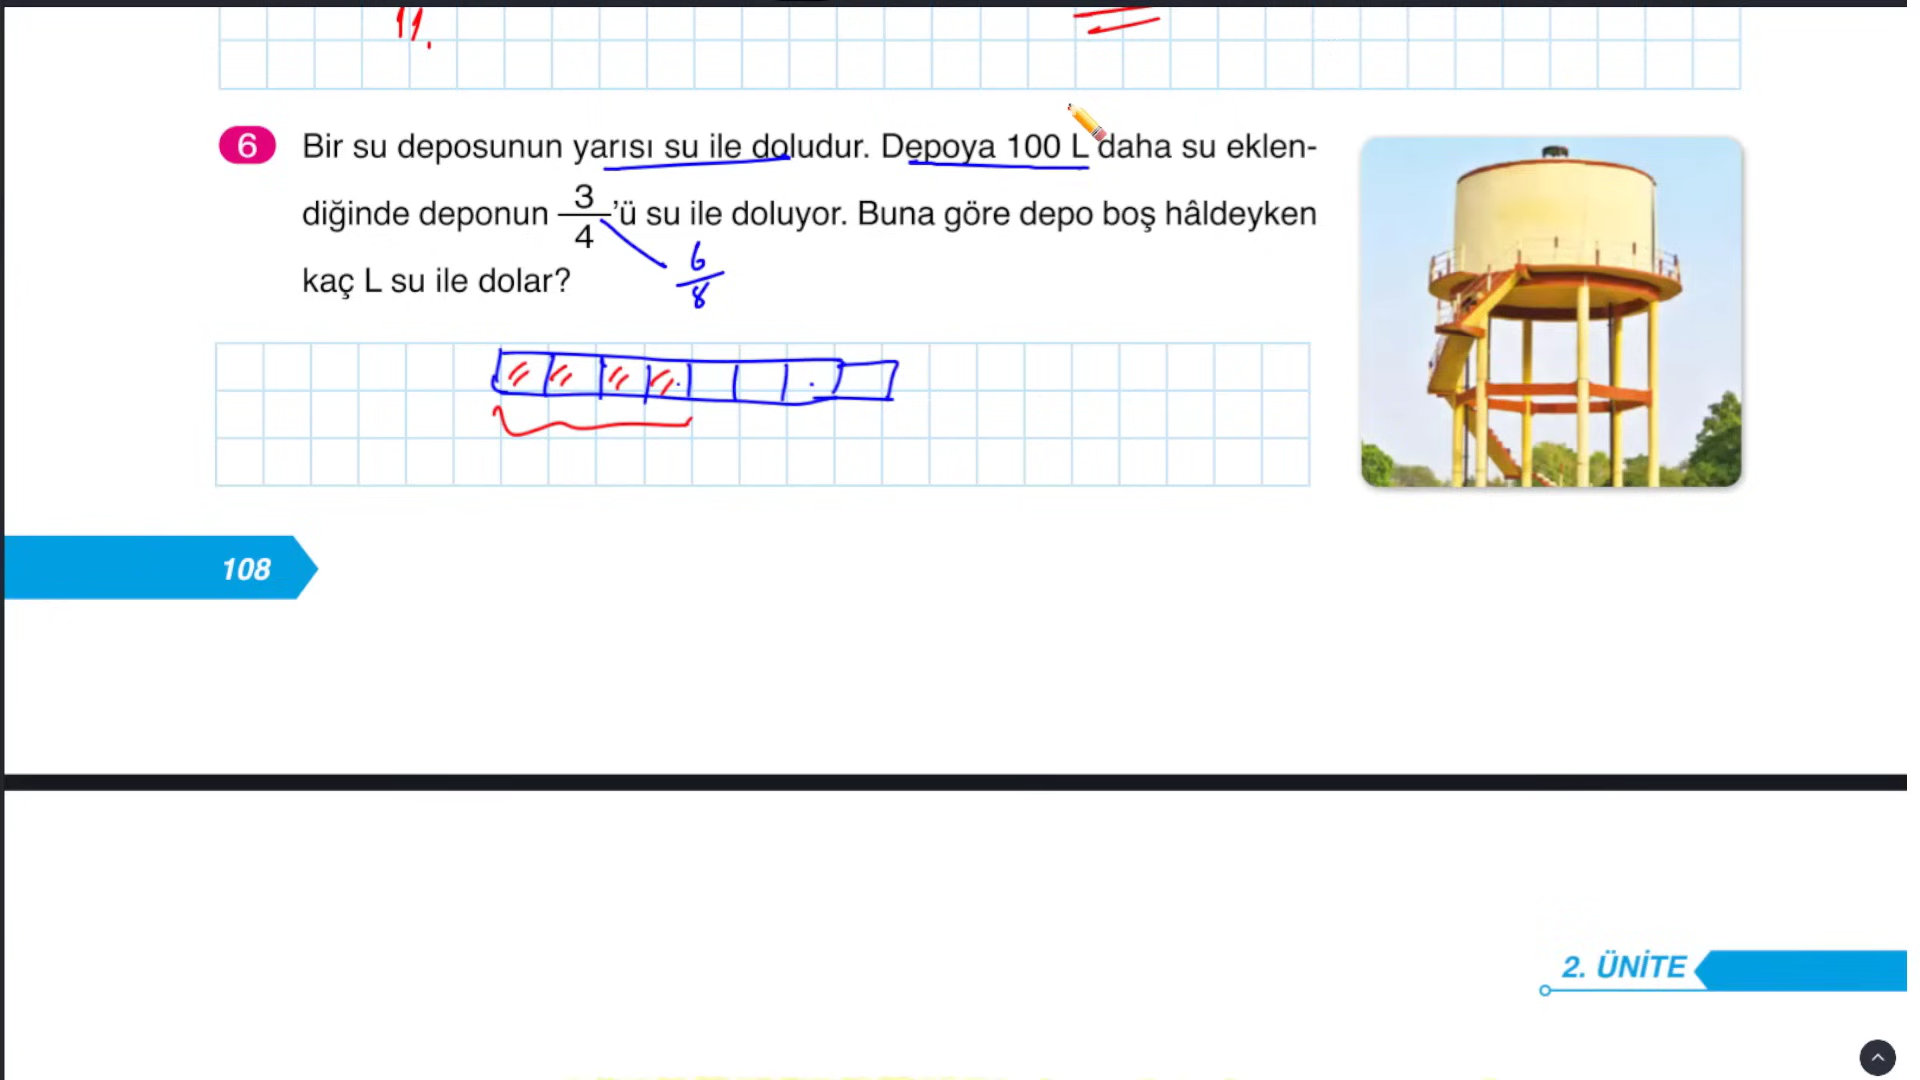 11.
6 Bir su deposunun yarısı su ile doludur. Depoya 100 L daha su eklen-
diğinde deponun 3/4 'ü su ile doluyor. Buna göre depo boş hâldeyken
kaç L su ile dolar?
6/8
108
2. ÜNİTE